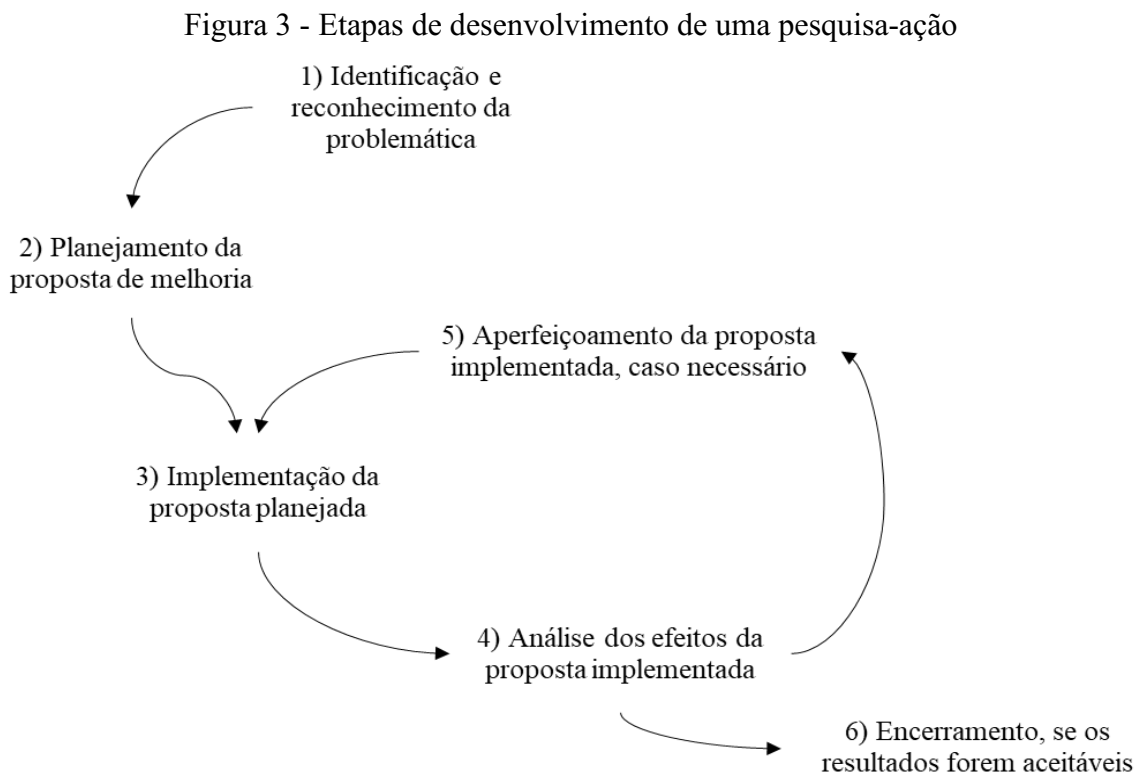 Figura 3 - Etapas de desenvolvimento de uma pesquisa-ação
1) Identificação e
reconhecimento da
problemática
2) Planejamento da
proposta de melhoria
5) Aperfeiçoamento da proposta
implementada, caso necessário
3) Implementação da
proposta planejada
4) Análise dos efeitos da
proposta implementada
6) Encerramento, se os
resultados forem aceitáveis